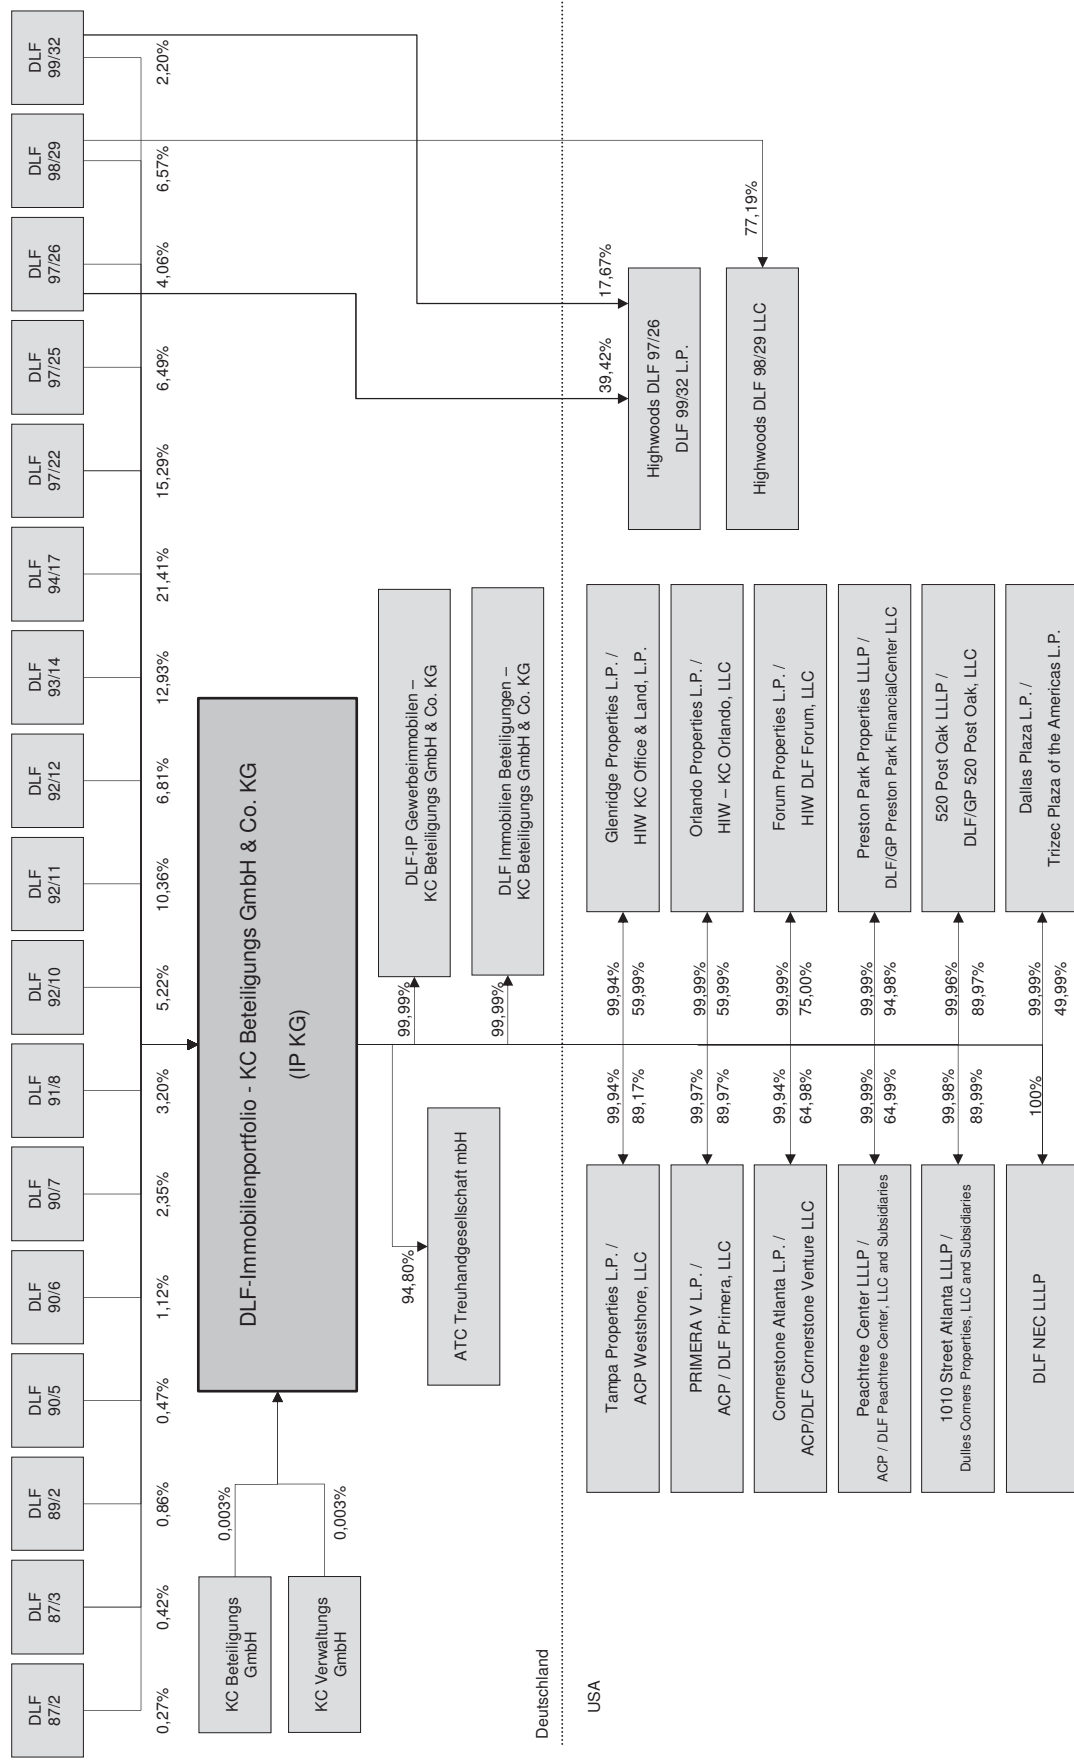 DLF
87/2
DLF
87/3
DLF
89/2
DLF
90/5
DLF
90/6
DLF
90/7
DLF
91/8
DLF
92/10
DLF
92/11
DLF
92/12
DLF
93/14
DLF
94/17
DLF
97/22
DLF
97/25
DLF
97/26
DLF
98/29
DLF
99/32
0,27%
0,42%
0,86%
0,47%
1,12%
2,35%
3,20%
5,22%
10,36%
6,81%
12,93%
21,41%
15,29%
6,49%
4,06%
6,57%
2,20%
KC Beteiligungs
GmbH
0,003%
KC Verwaltungs
GmbH
0,003%
DLF-Immobilienportfolio - KC Beteiligungs GmbH & Co. KG
(IP KG)
94,80%
ATC Treuhandgesellschaft mbH
99,99%
DLF-IP Gewerbeimmobilen –
KC Beteiligungs GmbH & Co. KG
99,99%
DLF Immobilien Beteiligungen –
KC Beteiligungs GmbH & Co. KG
Deutschland
USA
39,42%
17,67%
Highwoods DLF 97/26
DLF 99/32 L.P.
77,19%
Highwoods DLF 98/29 LLC
Tampa Properties L.P. /
ACP Westshore, LLC
99,94%
89,17%
99,94%
59,99%
Glenridge Properties L.P. /
HIW KC Office & Land, L.P.
PRIMERA V L.P. /
ACP / DLF Primera, LLC
99,97%
89,97%
99,99%
59,99%
Orlando Properties L.P. /
HIW – KC Orlando, LLC
Cornerstone Atlanta L.P. /
ACP/DLF Cornerstone Venture LLC
99,94%
64,98%
99,99%
75,00%
Forum Properties L.P. /
HIW DLF Forum, LLC
Peachtree Center LLLP /
ACP / DLF Peachtree Center, LLC and Subsidiaries
99,99%
64,99%
99,99%
94,98%
Preston Park Properties LLLP /
DLF/GP Preston Park FinancialCenter LLC
1010 Street Atlanta LLLP /
Dulles Corners Properties, LLC and Subsidiaries
99,98%
89,99%
99,96%
89,97%
520 Post Oak LLLP /
DLF/GP 520 Post Oak, LLC
DLF NEC LLLP
100%
99,99%
49,99%
Dallas Plaza L.P. /
Trizec Plaza of the Americas L.P.